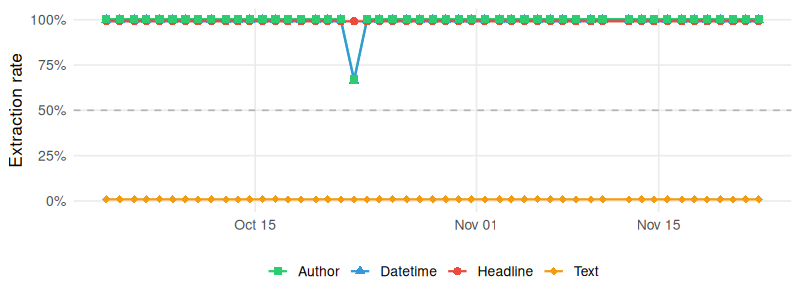 Extraction rate
100%
75%
50%
25%
0%
Oct 15 Nov 01 Nov 15
Author Datetime Headline Text